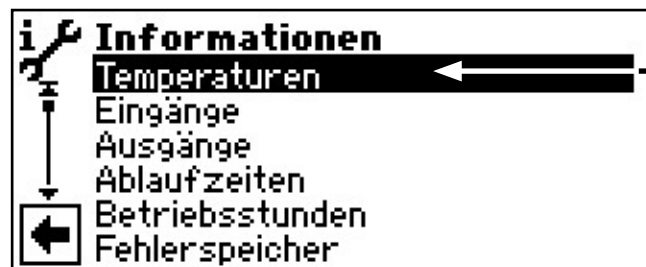 i Informationen
Temperaturen
Eingänge
Ausgänge
Ablaufzeiten
Betriebsstunden
Fehlerspeicher